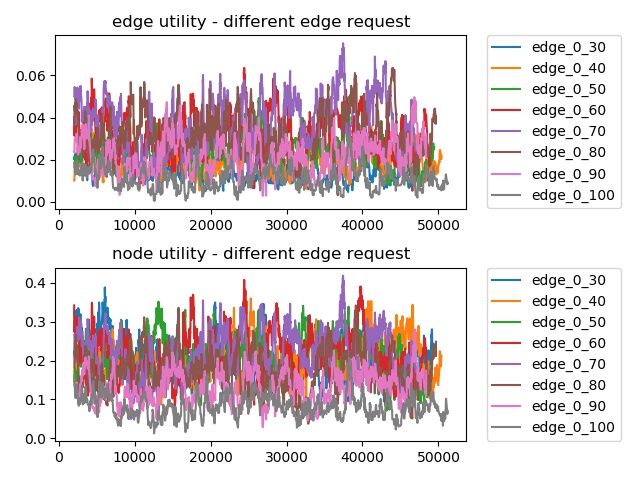 edge utility - different edge request
0.06
0.04
0.02
0.00
0 10000 20000 30000 40000 50000
edge_0_30
edge_0_40
edge_0_50
edge_0_60
edge_0_70
edge_0_80
edge_0_90
edge_0_100
node utility - different edge request
0.4
0.3
0.2
0.1
0.0
0 10000 20000 30000 40000 50000
edge_0_30
edge_0_40
edge_0_50
edge_0_60
edge_0_70
edge_0_80
edge_0_90
edge_0_100